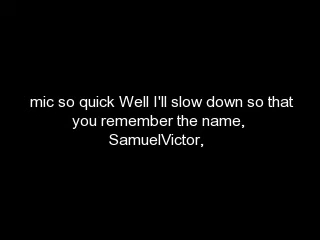 mic so quick Well I'll slow down so that
you remember the name,
SamuelVictor,